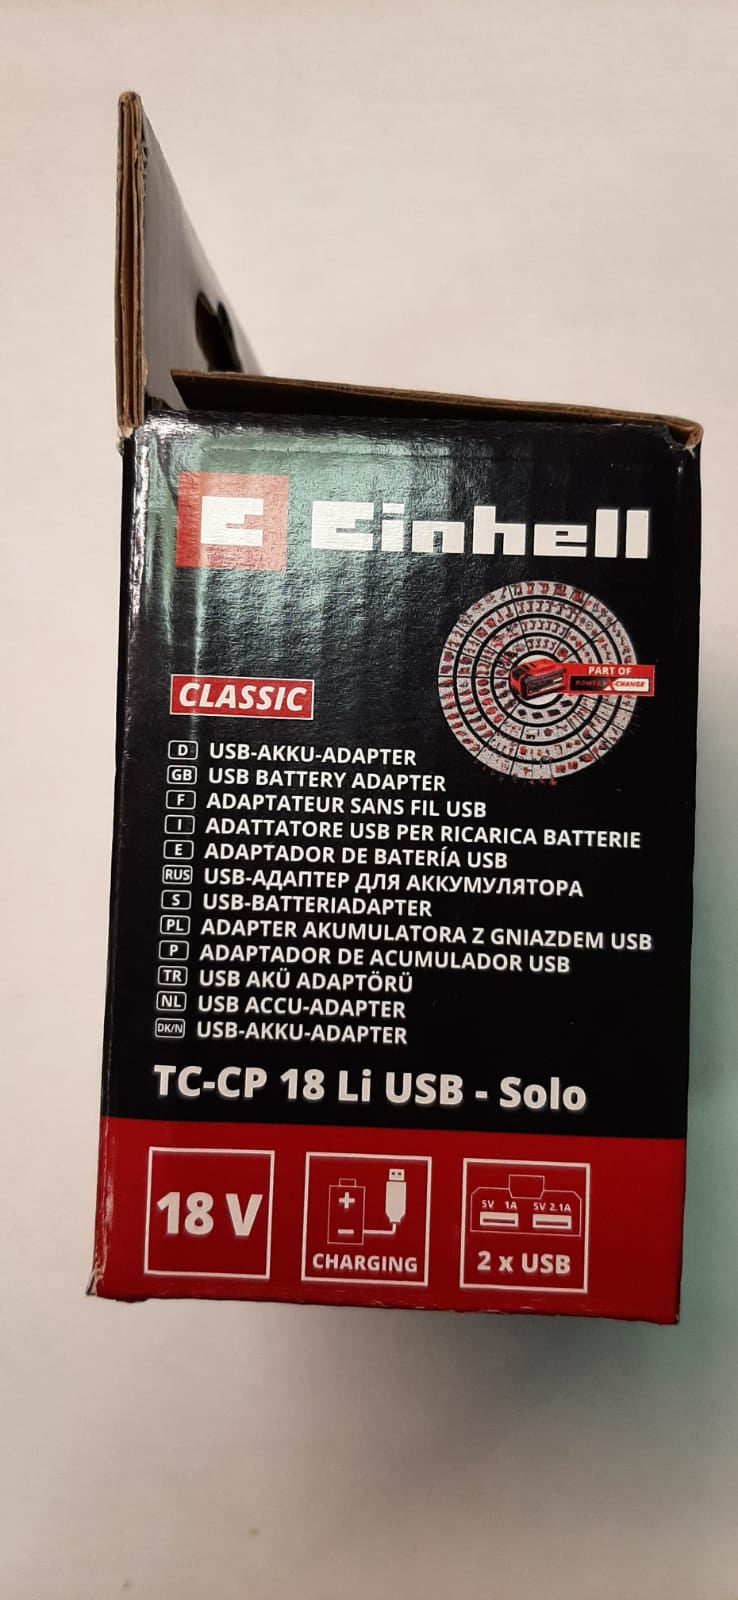 E Einhell
PART OF
POWER X-CHANGE
CLASSIC
D USB-AKKU-ADAPTER
GB USB BATTERY ADAPTER
F ADAPTATEUR SANS FIL USB
I ADATTATORE USB PER RICARICA BATTERIE
E ADAPTADOR DE BATERÍA USB
RUS USB-АДАПТЕР ДЛЯ АККУМУЛЯТОРА
S USB-BATTERIADAPTER
PL ADAPTER AKUMULATORA Z GNIAZDEM USB
P ADAPTADOR DE ACUMULADOR USB
TR USB AKÜ ADAPTÖRÜ
NL USB ACCU-ADAPTER
DK/N USB-AKKU-ADAPTER
TC-CP 18 Li USB - Solo
18 V
+
-
CHARGING
5V 1A 5V 2.1A
2 x USB